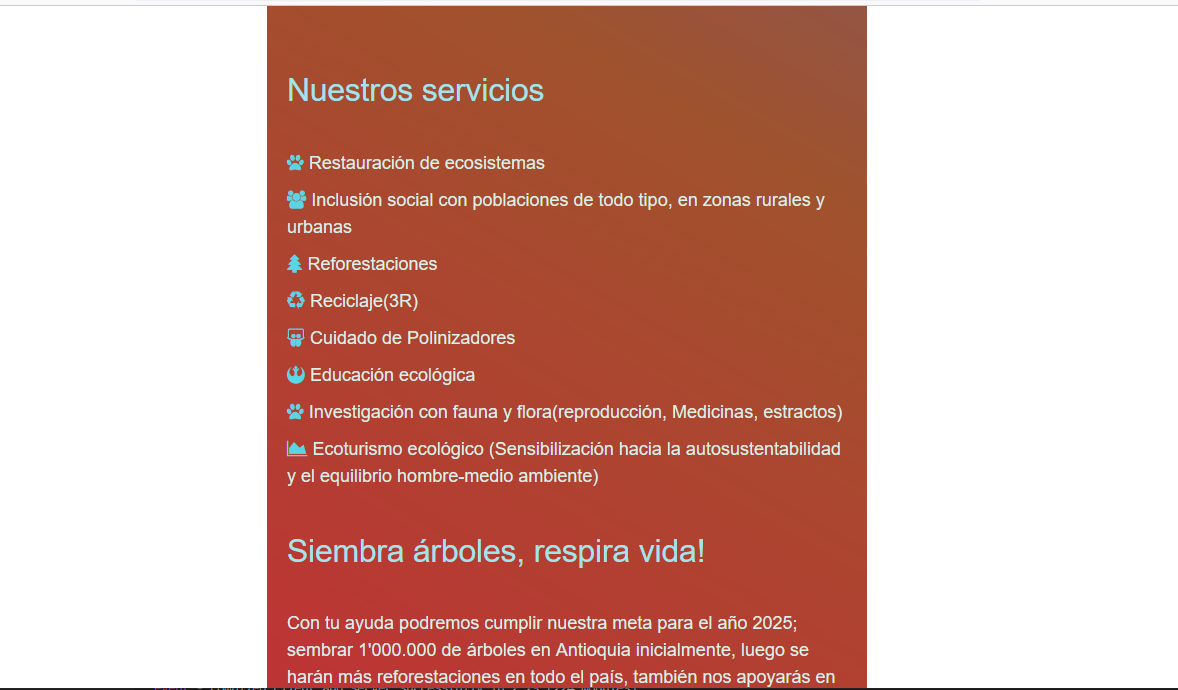 Nuestros servicios
Restauración de ecosistemas
Inclusión social con poblaciones de todo tipo, en zonas rurales y
urbanas
Reforestaciones
Reciclaje(3R)
Cuidado de Polinizadores
Educación ecológica
Investigación con fauna y flora(reproducción, Medicinas, estractos)
Ecoturismo ecológico (Sensibilización hacia la autosustentabilidad
y el equilibrio hombre-medio ambiente)
Siembra árboles, respira vida!
Con tu ayuda podremos cumplir nuestra meta para el año 2025;
sembrar 1'000.000 de árboles en Antioquia inicialmente, luego se
harán más reforestaciones en todo el país, también nos apoyarás en